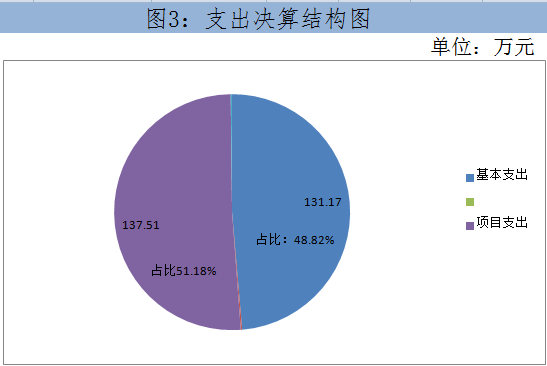 图3：支出决算结构图
单位：万元
131.17
占比：48.82%
137.51
占比51.18%
基本支出
项目支出